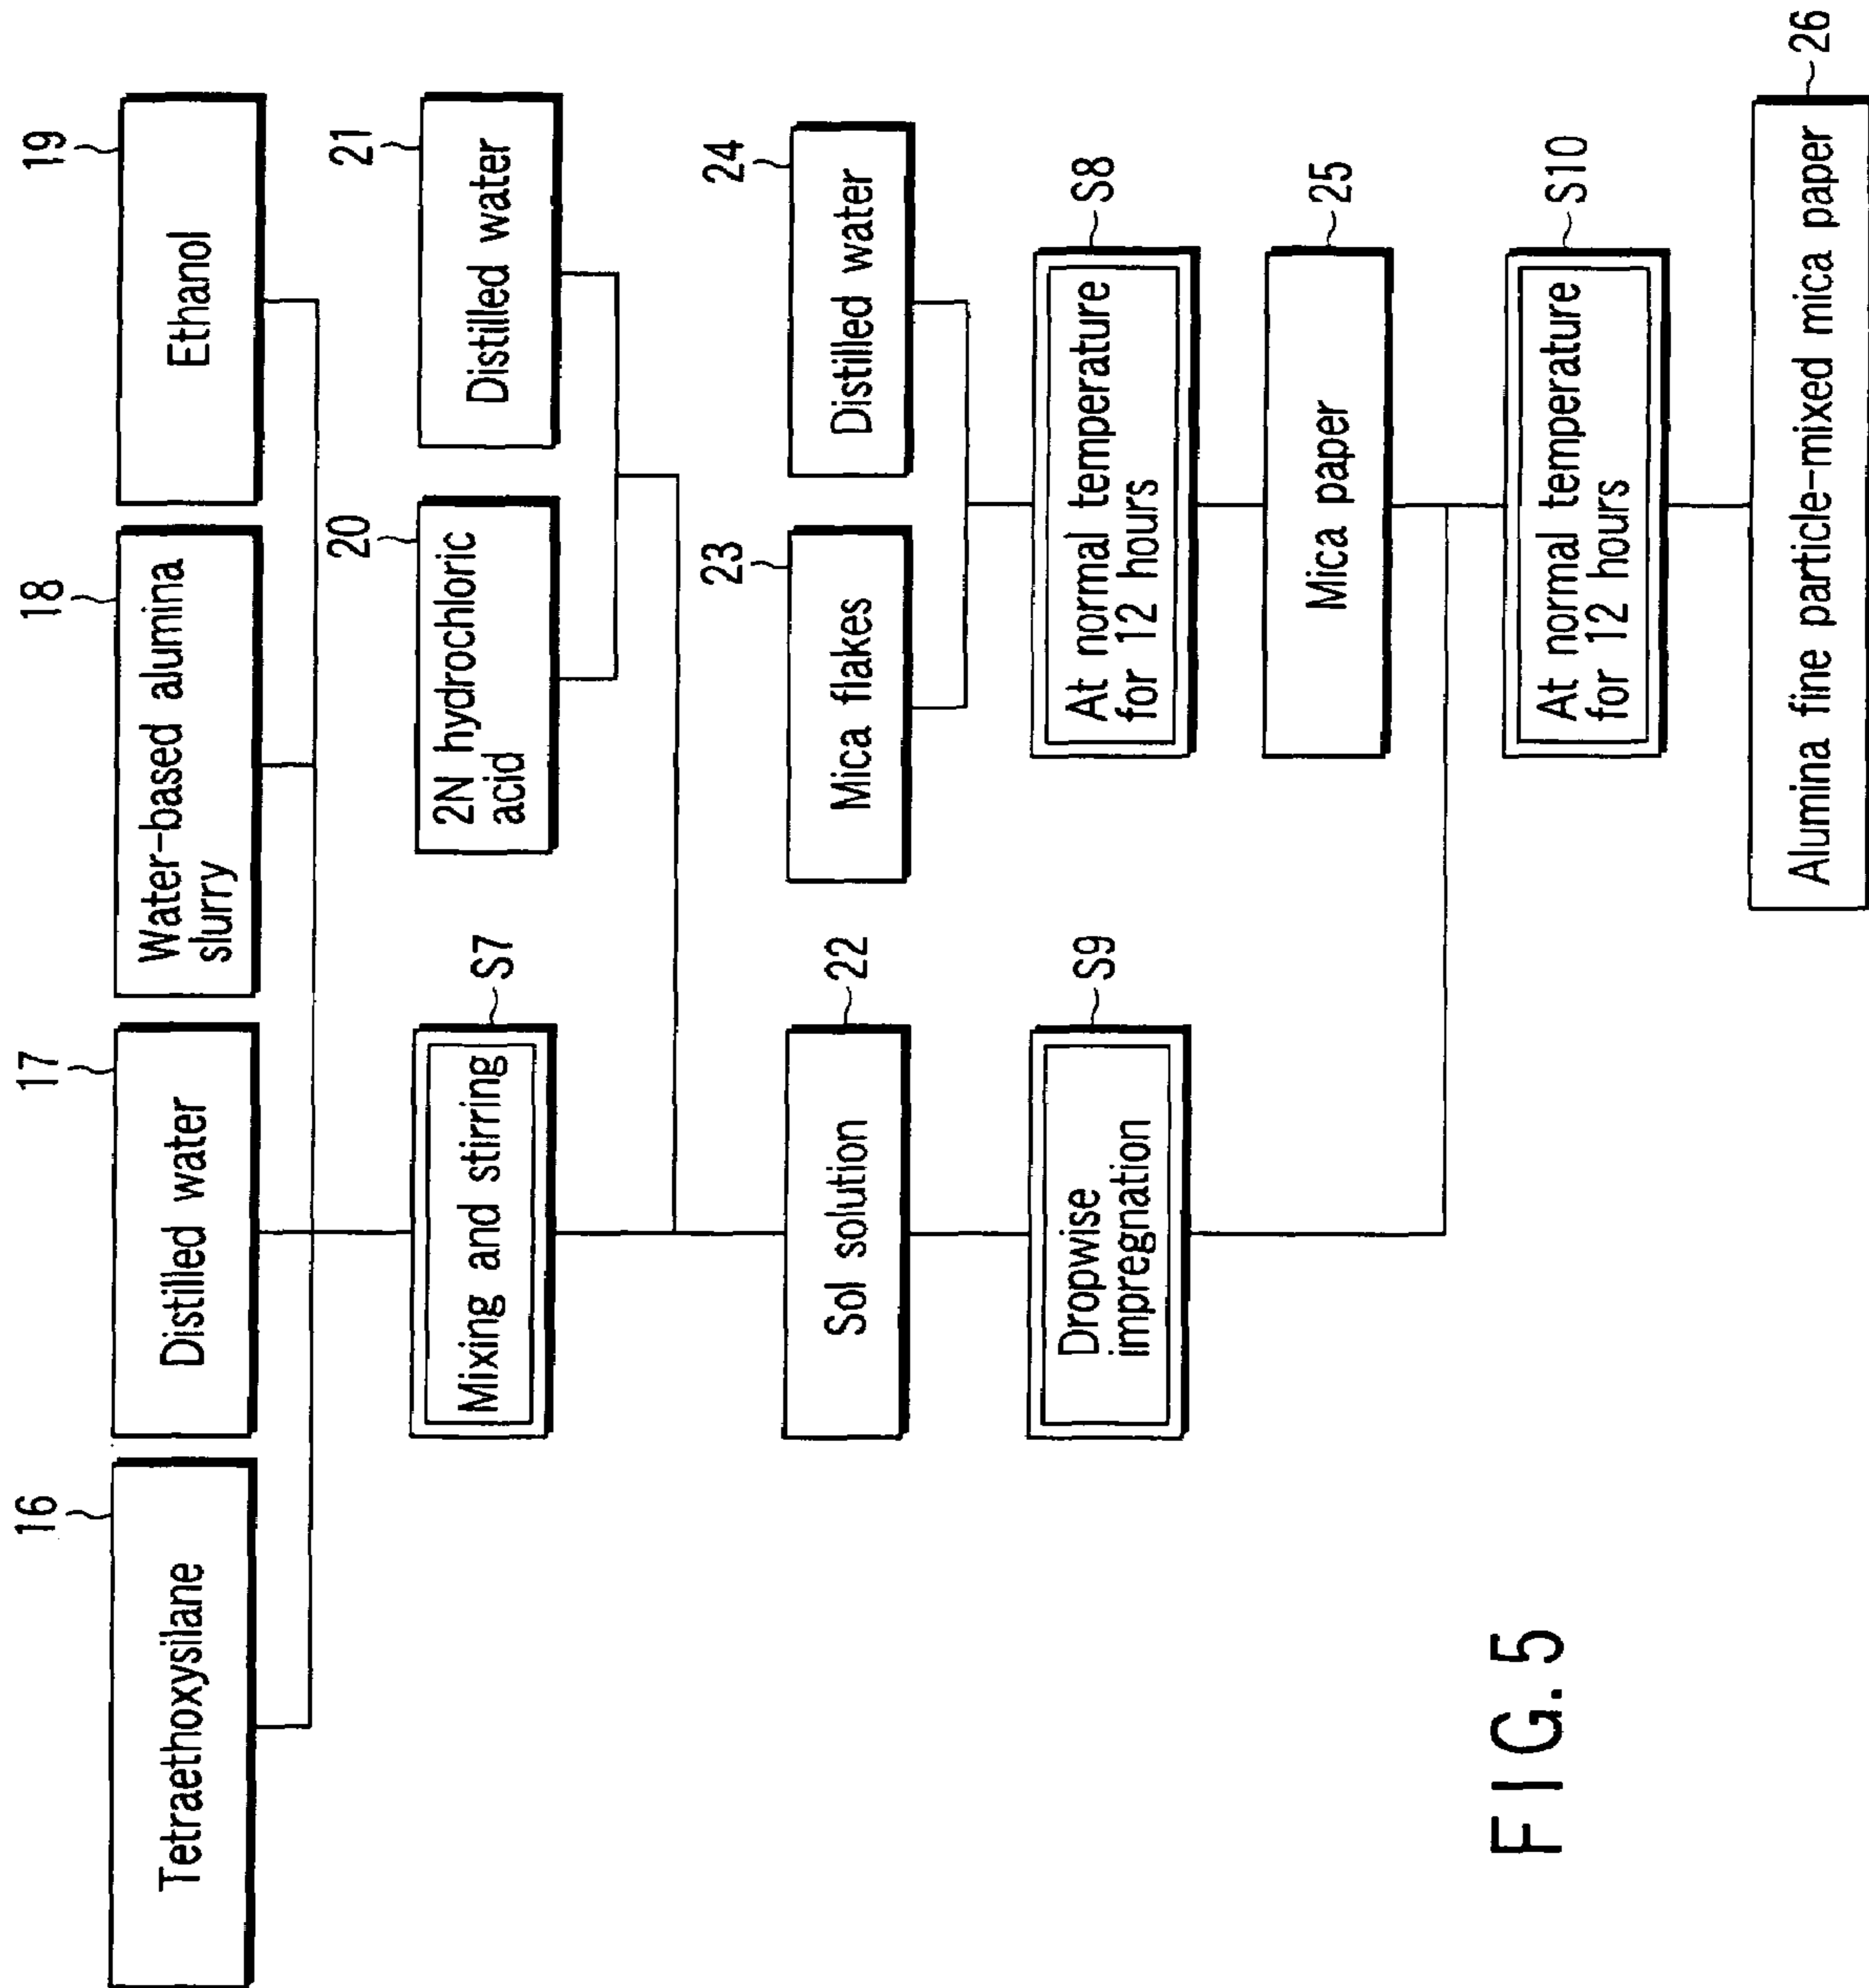 16
Tetraethoxysilane
17
Distilled water
18
Water-based alumina
slurry
19
Ethanol
S7
Mixing and stirring
20
2N hydrochloric
acid
21
Distilled water
22
Sol solution
23
Mica flakes
24
Distilled water
S9
Dropwise
impregnation
S8
At normal temperature
for 12 hours
25
Mica paper
S10
At normal temperature
for 12 hours
26
Alumina fine particle-mixed mica paper
FIG.5